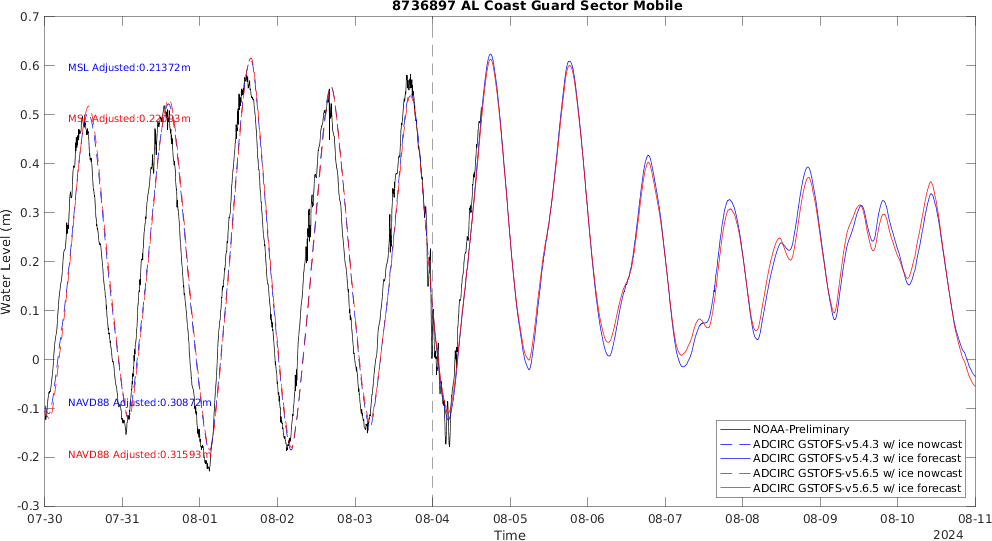 8736897 AL Coast Guard Sector Mobile
Water Level (m)
0.7
0.6
0.5
0.4
0.3
0.2
0.1
0
-0.1
-0.2
-0.3
MSL Adjusted:0.21372m
NAVD88 Adjusted:0.30872m
NAVD88 Adjusted:0.31593m
NOAA-Preliminary
ADCIRC GSTOFS-v5.4.3 w/ ice nowcast
ADCIRC GSTOFS-v5.4.3 w/ ice forecast
ADCIRC GSTOFS-v5.6.5 w/ ice nowcast
ADCIRC GSTOFS-v5.6.5 w/ ice forecast
07-30 07-31 08-01 08-02 08-03 08-04 08-05 08-06 08-07 08-08 08-09 08-10 08-11
Time
2024